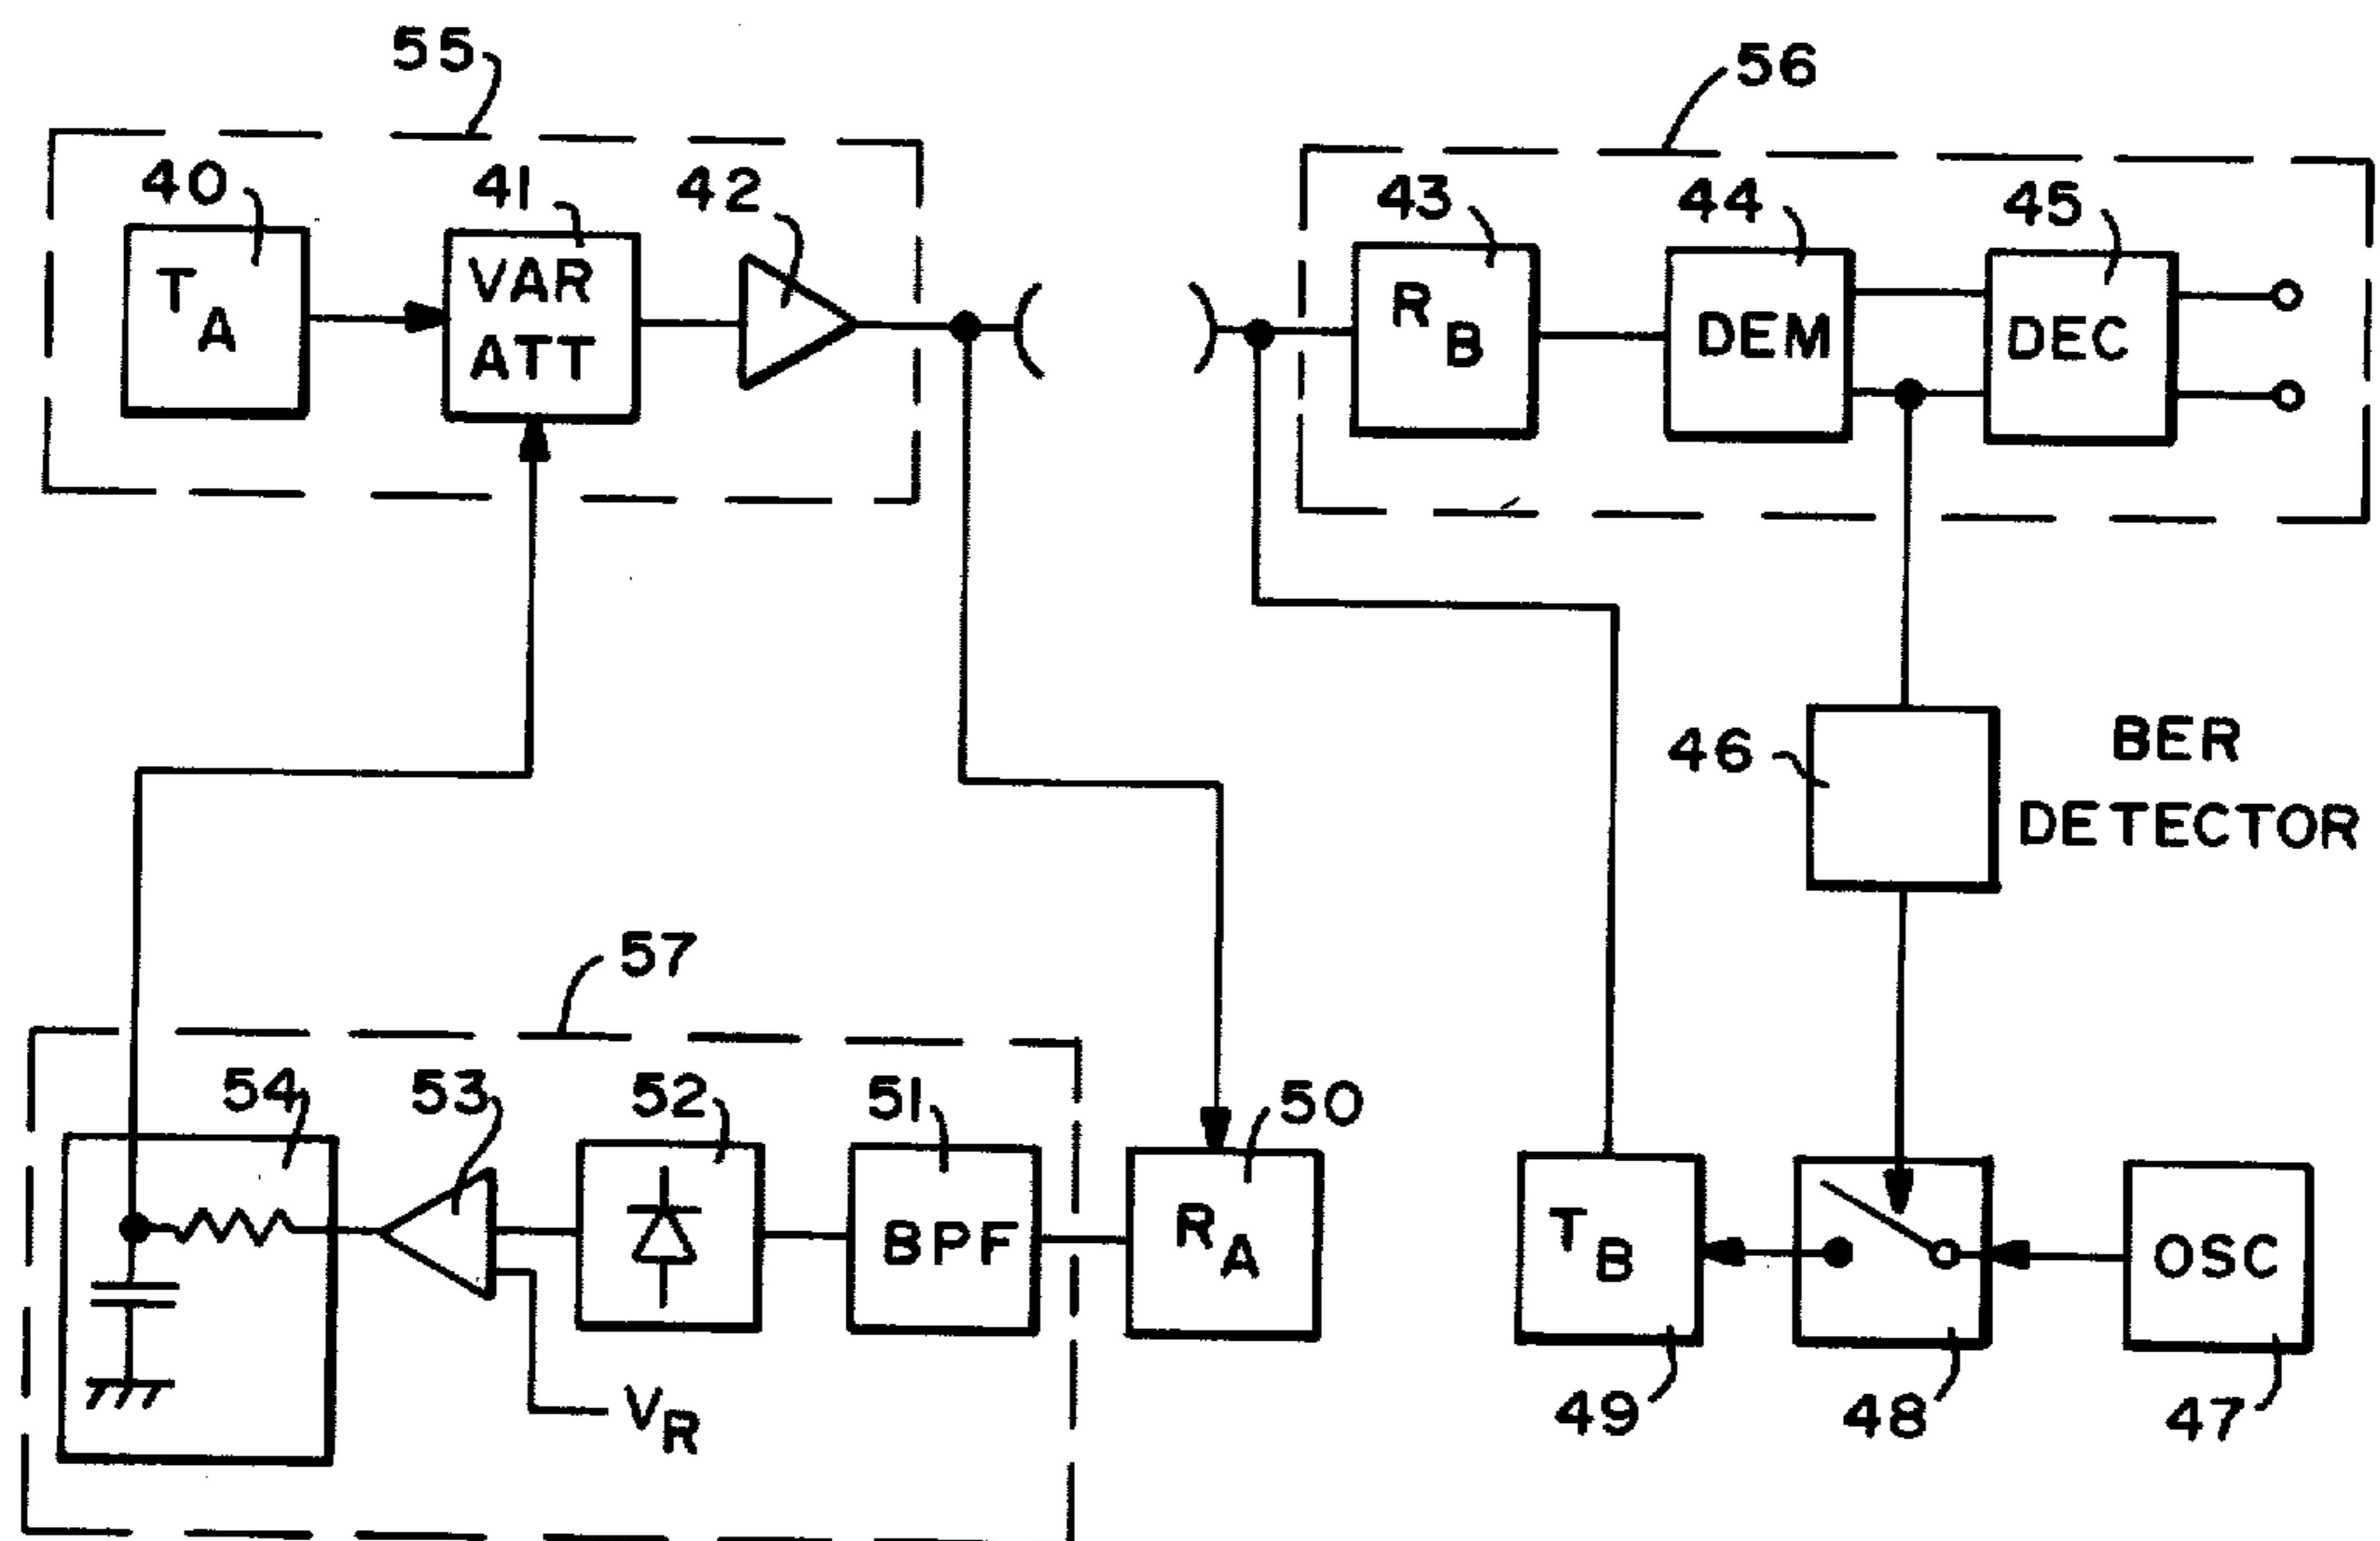 55
56
40
41
42
43
44
45
T A
VAR
ATT
R B
DEM
DEC
46
BER
DETECTOR
57
54
53
52
51
50
BPF
R A
T B
OSC
V R
49
48
47